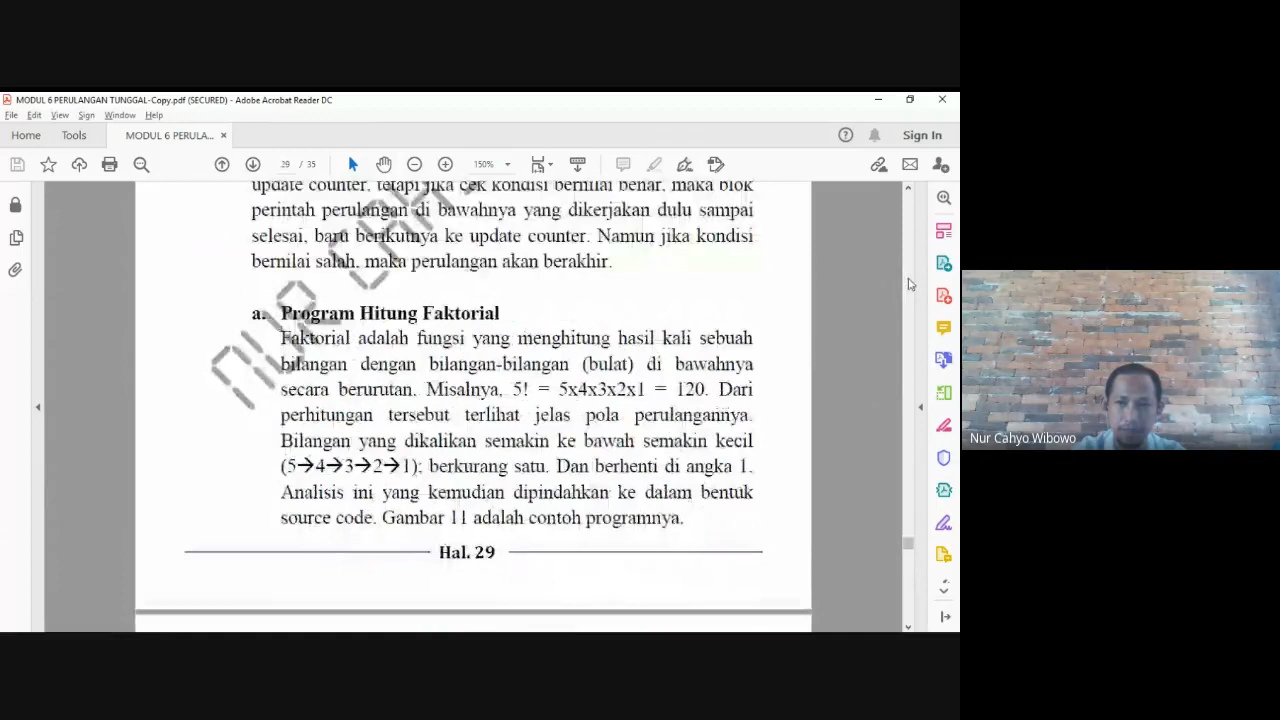 MODUL 6 PERULANGAN TUNGGAL-Copy.pdf (SECURED) - Adobe Acrobat Reader DC
File Edit View Sign Window Help
Home Tools MODUL 6 PERULA... × Sign In
29 / 35 150%
update counter, tetapi jika cek kondisi bernilai benar, maka blok
perintah perulangan di bawahnya yang dikerjakan dulu sampai
selesai, baru berikutnya ke update counter. Namun jika kondisi
bernilai salah, maka perulangan akan berakhir.
a. Program Hitung Faktorial
Faktorial adalah fungsi yang menghitung hasil kali sebuah
bilangan dengan bilangan-bilangan (bulat) di bawahnya
secara berurutan. Misalnya, 5! = 5x4x3x2x1 = 120. Dari
perhitungan tersebut terlihat jelas pola perulangannya.
Bilangan yang dikalikan semakin ke bawah semakin kecil
(5→4→3→2→1); berkurang satu. Dan berhenti di angka 1.
Analisis ini yang kemudian dipindahkan ke dalam bentuk
source code. Gambar 11 adalah contoh programnya.
Hal. 29
NUR CAH
Nur Cahyo Wibowo